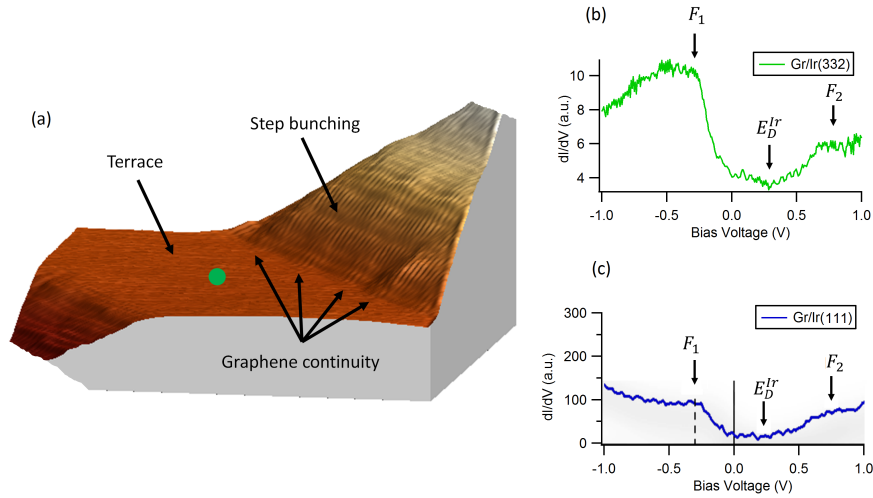 (a)
Step bunching
Terrace
Graphene continuity
(b)
F₁
Gr/Ir(332)
F₂
E_D^Ir
10
8
6
4
dI/dV (a.u.)
-1.0 -0.5 0.0 0.5 1.0
Bias Voltage (V)
(c)
Gr/Ir(111)
F₁
F₂
E_D^Ir
300
200
100
0
dI/dV (a.u.)
-1.0 -0.5 0.0 0.5 1.0
Bias Voltage (V)